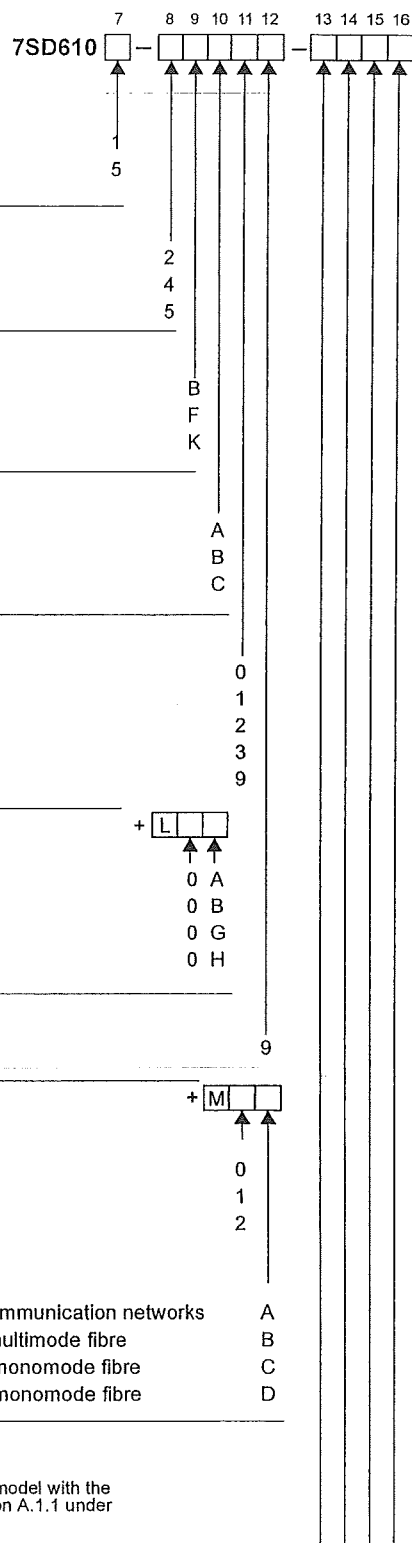 7 8 9 10 11 12 13 14 15 16
7SD610 – –
1
5
2
4
5
B
F
K
A
B
C
0
1
2
3
9
+ L
0 A
0 B
0 G
0 H
9
+ M
0
1
2
mmunication networks A
ultimode fibre B
nonomode fibre C
monomode fibre D
model with the
on A.1.1 under